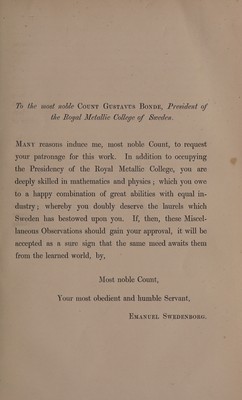 To the most noble COUNT GUSTAVUS BONDE, President of
the Royal Metallic College of Sweden.
MANY reasons induce me, most noble Count, to request
your patronage for this work. In addition to occupying
the Presidency of the Royal Metallic College, you are
deeply skilled in mathematics and physics; which you owe
to a happy combination of great abilities with equal in-
dustry; whereby you doubly deserve the laurels which
Sweden has bestowed upon you. If, then, these Miscel-
laneous Observations should gain your approval, it will be
accepted as a sure sign that the same meed awaits them
from the learned world, by,
Most noble Count,
Your most obedient and humble Servant,
EMANUEL SWEDENBORG.